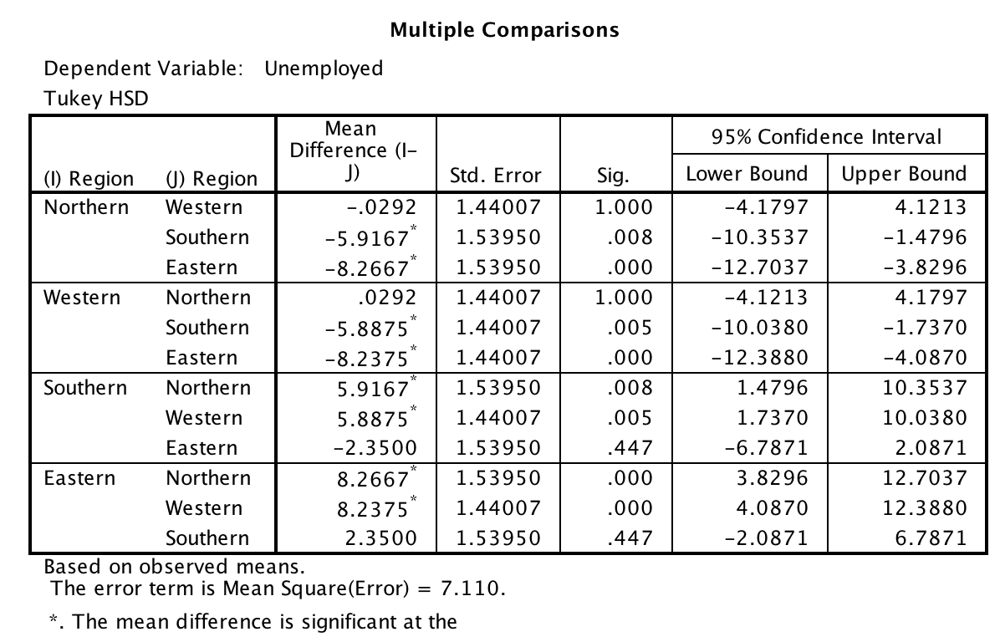 Multiple Comparisons
Dependent Variable: Unemployed
Tukey HSD
(I) Region (J) Region Mean Difference (I–J) Std. Error Sig. 95% Confidence Interval
Lower Bound Upper Bound
Northern Western –.0292 1.44007 1.000 –4.1797 4.1213
Southern –5.9167* 1.53950 .008 –10.3537 –1.4796
Eastern –8.2667* 1.53950 .000 –12.7037 –3.8296
Western Northern .0292 1.44007 1.000 –4.1213 4.1797
Southern –5.8875* 1.44007 .005 –10.0380 –1.7370
Eastern –8.2375* 1.44007 .000 –12.3880 –4.0870
Southern Northern 5.9167* 1.53950 .008 1.4796 10.3537
Western 5.8875* 1.44007 .005 1.7370 10.0380
Eastern –2.3500 1.53950 .447 –6.7871 2.0871
Eastern Northern 8.2667* 1.53950 .000 3.8296 12.7037
Western 8.2375* 1.44007 .000 4.0870 12.3880
Southern 2.3500 1.53950 .447 –2.0871 6.7871
Based on observed means.
The error term is Mean Square(Error) = 7.110.
*. The mean difference is significant at the